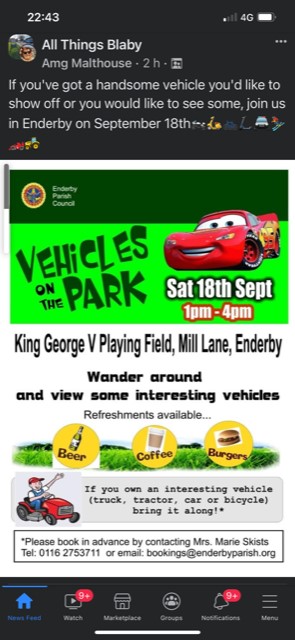 22:43
4G
All Things Blaby
Amg Malthouse · 2 h ·
If you've got a handsome vehicle you'd like to
show off or you would like to see some, join us
in Enderby on September 18th
Enderby
Parish
Council
VEHiCLES
ON
THE PARK
Sat 18th Sept
1pm - 4pm
King George V Playing Field, Mill Lane, Enderby
Wander around
and view some interesting vehicles
Refreshments available...
Beer
Coffee
Burgers
If you own an interesting vehicle
(truck, tractor, car or bicycle)
bring it along!*
*Please book in advance by contacting Mrs. Marie Skists
Tel: 0116 2753711 or email: bookings@enderbyparish.org
9+
9+
News Feed
Watch
Marketplace
Groups
Notifications
Menu